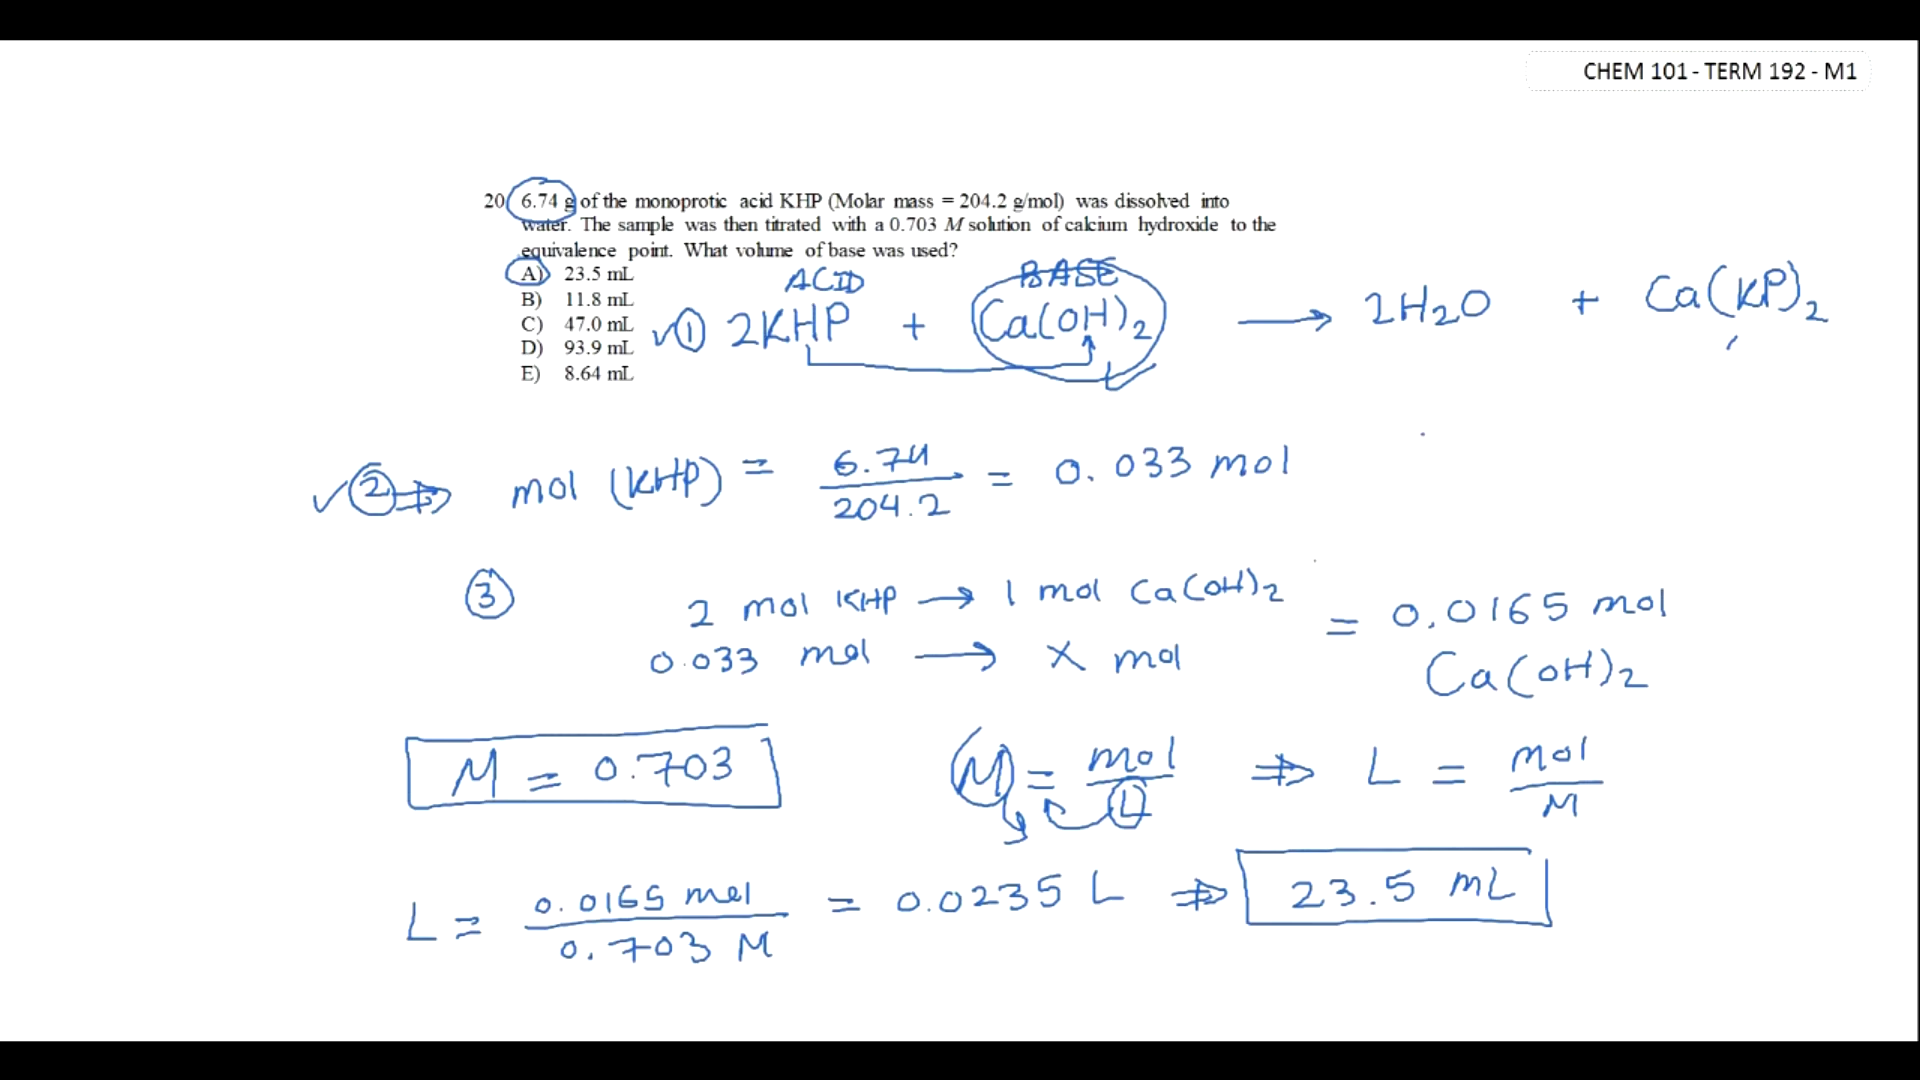 CHEM 101 - TERM 192 - M1
20 6.74 g of the monoprotic acid KHP (Molar mass = 204.2 g/mol) was dissolved into
water. The sample was then titrated with a 0.703 M solution of calcium hydroxide to the
equivalence point. What volume of base was used?
A) 23.5 mL
B) 11.8 mL
C) 47.0 mL
D) 93.9 mL
E) 8.64 mL
ACID BASE
① 2KHP + Ca(OH)₂ → 2H₂O + Ca(KP)₂
② ⇒ mol (KHP) = 6.74 / 204.2 = 0.033 mol
③ 2 mol KHP → 1 mol Ca(OH)₂
0.033 mol → X mol
= 0.0165 mol
Ca(OH)₂
M = 0.703
M = mol / L ⇒ L = mol / M
L = 0.0165 mol / 0.703 M = 0.0235 L ⇒ 23.5 mL